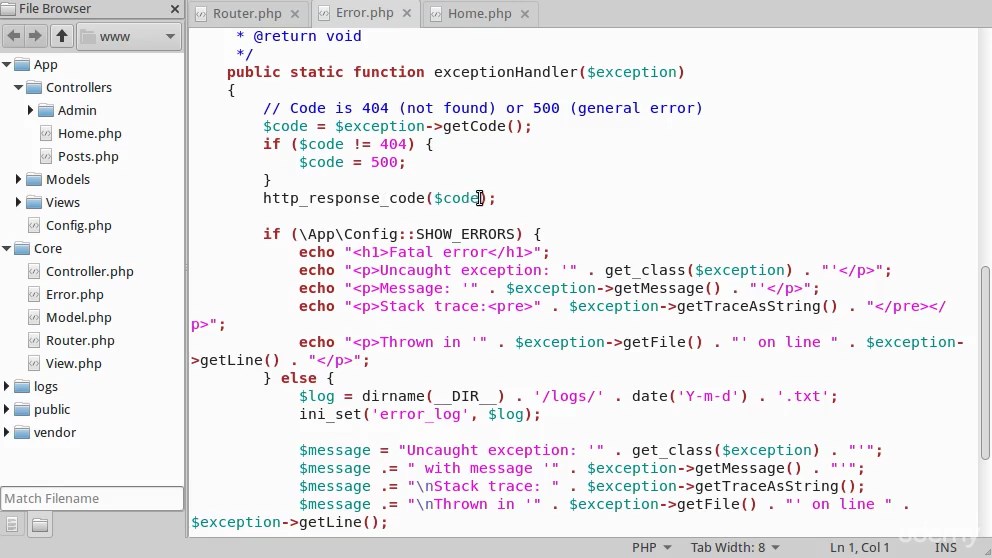 File Browser
Router.php
Error.php
Home.php
www
App
Controllers
Admin
Home.php
Posts.php
Models
Views
Config.php
Core
Controller.php
Error.php
Model.php
Router.php
View.php
logs
public
vendor
Match Filename
* @return void
*/
public static function exceptionHandler($exception)
{
// Code is 404 (not found) or 500 (general error)
$code = $exception->getCode();
if ($code != 404) {
$code = 500;
}
http_response_code($code);
if (\App\Config::SHOW_ERRORS) {
echo "<h1>Fatal error</h1>";
echo "<p>Uncaught exception: '" . get_class($exception) . "'</p>";
echo "<p>Message: '" . $exception->getMessage() . "'</p>";
echo "<p>Stack trace:<pre>" . $exception->getTraceAsString() . "</pre></
p>";
echo "<p>Thrown in '" . $exception->getFile() . "' on line " . $exception-
>getLine() . "</p>";
} else {
$log = dirname(__DIR__) . '/logs/' . date('Y-m-d') . '.txt';
ini_set('error_log', $log);
$message = "Uncaught exception: '" . get_class($exception) . "'";
$message .= " with message '" . $exception->getMessage() . "'";
$message .= "\nStack trace: " . $exception->getTraceAsString();
$message .= "\nThrown in '" . $exception->getFile() . "' on line " .
$exception->getLine();
udemy
PHP
Tab Width: 8
Ln 1, Col 1
INS